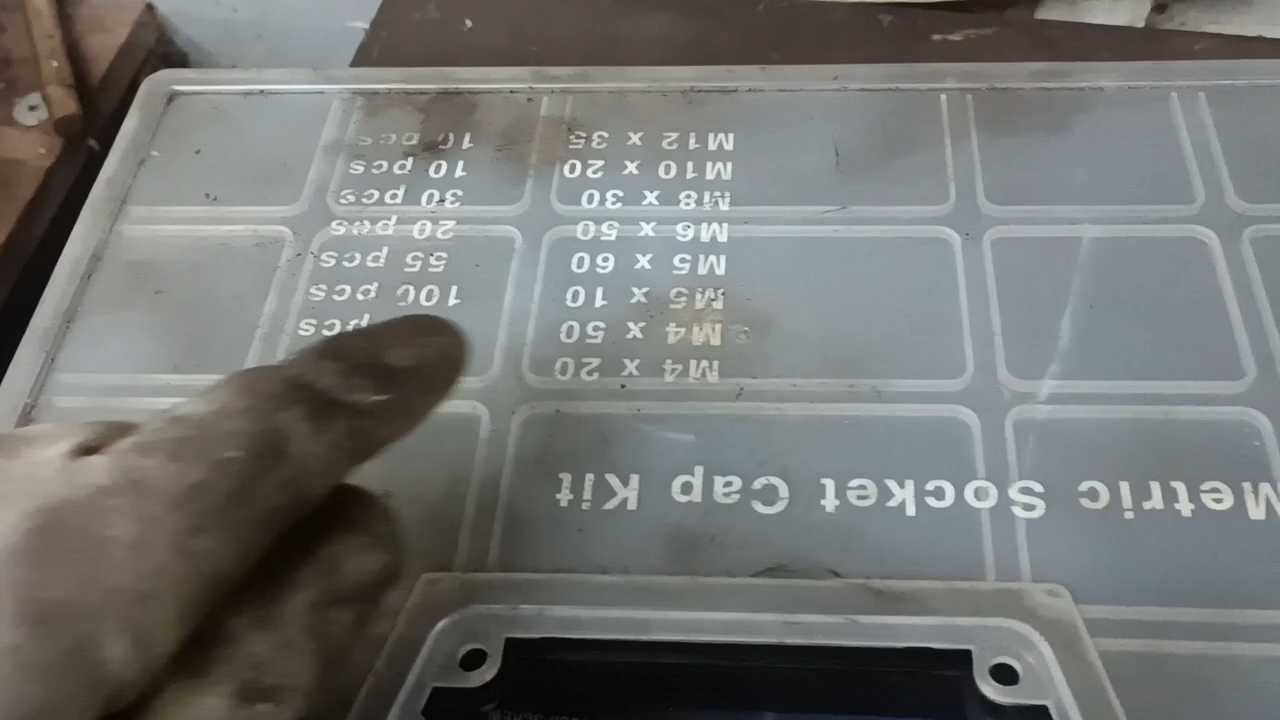 Metric Socket Cap Kit
M4 x 20
M4 x 50 pcs
M5 x 10 100 pcs
M5 x 60 55 pcs
M6 x 50 20 pcs
M8 x 30 30 pcs
M10 x 20 10 pcs
M12 x 35 10 pcs